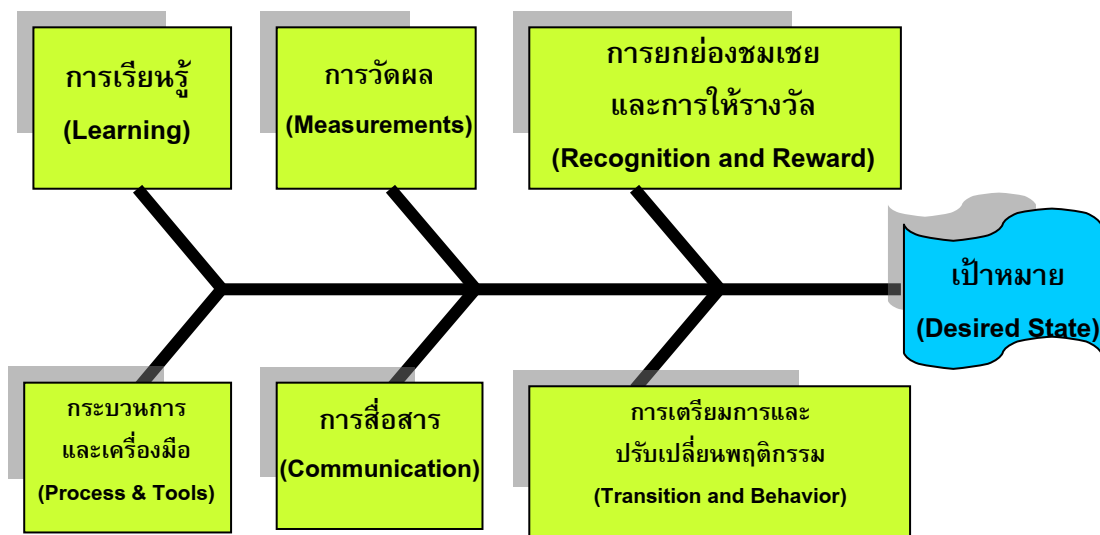 การเรียนรู้
(Learning)
การวัดผล
(Measurements)
การยกย่องชมเชย
และการให้รางวัล
(Recognition and Reward)
เป้าหมาย
(Desired State)
กระบวนการ
และเครื่องมือ
(Process & Tools)
การสื่อสาร
(Communication)
การเตรียมการและ
ปรับเปลี่ยนพฤติกรรม
(Transition and Behavior)